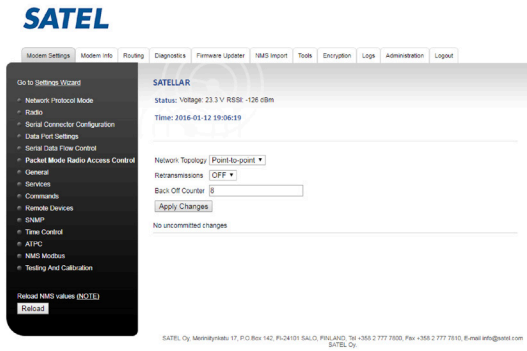 SATEL
Modem Settings Modem Info Routing Diagnostics Firmware Updater NMS Import Tools Encryption Logs Administration Logout
Go to Settings Wizard
Network Protocol Mode
Radio
Serial Connector Configuration
Data Port Settings
Serial Data Flow Control
Packet Mode Radio Access Control
General
Services
Commands
Remote Devices
SNMP
Time Control
ATPC
NMS Modbus
Testing And Calibration
Reload NMS values (NOTE)
Reload
SATELLAR
Status: Voltage: 23.3 V RSSI: -126 dBm
Time: 2016-01-12 19:06:19
Network Topology Point-to-point
Retransmissions OFF
Back Off Counter 8
Apply Changes
No uncommitted changes
SATEL Oy, Meriniitynkatu 17, P.O.Box 142, FI-24101 SALO, FINLAND. Tel +358 2 777 7800, Fax +358 2 777 7810, E-mail info@satel.com
SATEL Oy.